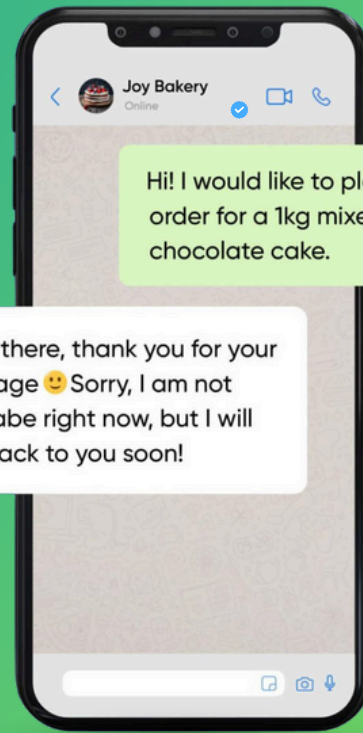 Joy Bakery
Online
Hi! I would like to pl
order for a 1kg mixe
chocolate cake.
there, thank you for your
age 🙂 Sorry, I am not
abe right now, but I will
ack to you soon!